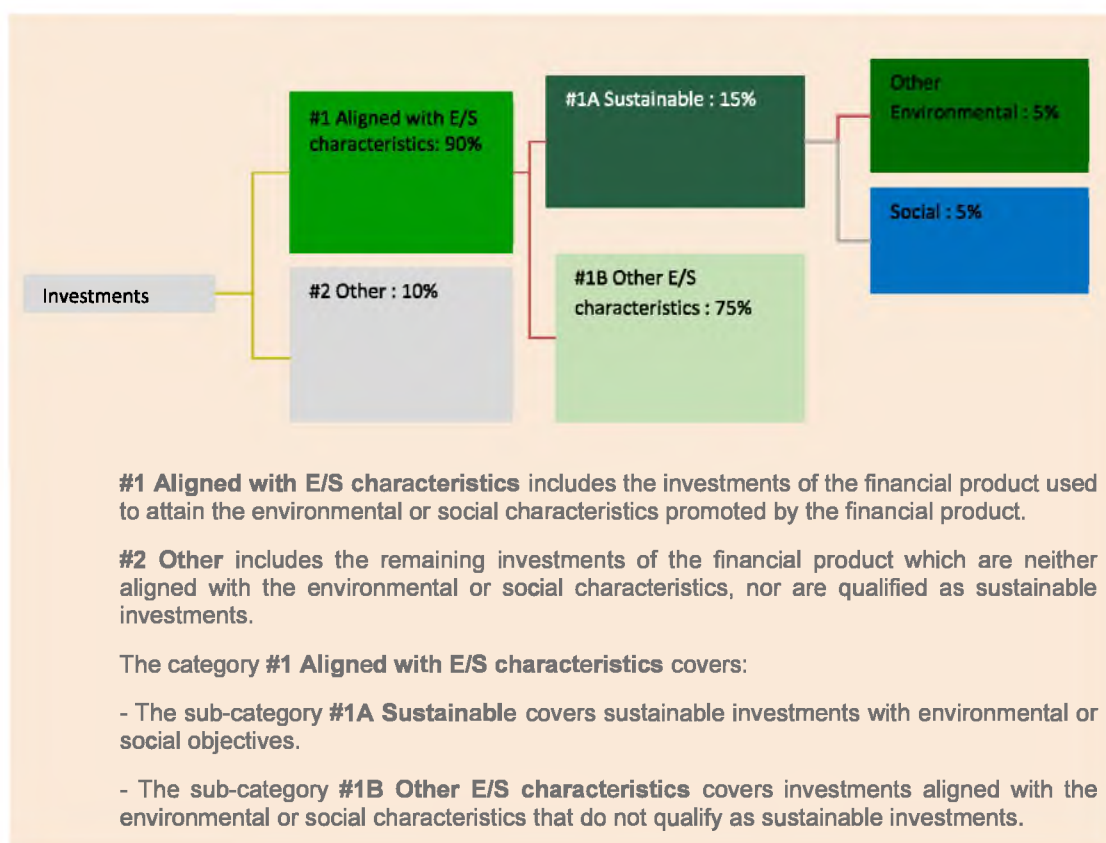 Investments
#1 Aligned with E/S
characteristics: 90%
#2 Other : 10%
#1A Sustainable : 15%
#1B Other E/S
characteristics : 75%
Other
Environmental : 5%
Social : 5%
#1 Aligned with E/S characteristics includes the investments of the financial product used
to attain the environmental or social characteristics promoted by the financial product.
#2 Other includes the remaining investments of the financial product which are neither
aligned with the environmental or social characteristics, nor are qualified as sustainable
investments.
The category #1 Aligned with E/S characteristics covers:
- The sub-category #1A Sustainable covers sustainable investments with environmental or
social objectives.
- The sub-category #1B Other E/S characteristics covers investments aligned with the
environmental or social characteristics that do not qualify as sustainable investments.